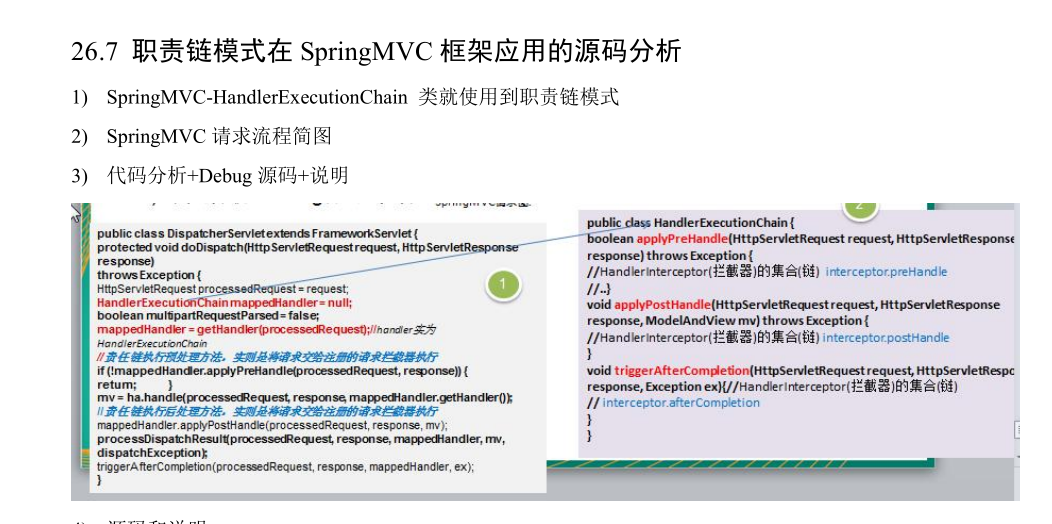 26.7 职责链模式在 SpringMVC 框架应用的源码分析
1) SpringMVC-HandlerExecutionChain 类就使用到职责链模式
2) SpringMVC 请求流程简图
3) 代码分析+Debug 源码+说明
public class DispatcherServlet extends FrameworkServlet {
protected void doDispatch(HttpServletRequest request, HttpServletResponse
response)
throws Exception {
HttpServletRequest processedRequest = request;
HandlerExecutionChain mappedHandler = null;
boolean multipartRequestParsed = false;
mappedHandler = getHandler(processedRequest);//handler实为
HandlerExecutionChain
//责任链执行预处理方法，实则是将请求交给注册的请求拦截器执行
if (!mappedHandler.applyPreHandle(processedRequest, response)) {
return; }
mv = ha.handle(processedRequest, response, mappedHandler.getHandler());
//责任链执行后处理方法，实则是将请求交给注册的请求拦截器执行
mappedHandler.applyPostHandle(processedRequest, response, mv);
processDispatchResult(processedRequest, response, mappedHandler, mv,
dispatchException);
triggerAfterCompletion(processedRequest, response, mappedHandler, ex);
}
1
2
public class HandlerExecutionChain {
boolean applyPreHandle(HttpServletRequest request, HttpServletResponse
response) throws Exception {
//HandlerInterceptor(拦截器)的集合(链) interceptor.preHandle
//..}
void applyPostHandle(HttpServletRequest request, HttpServletResponse
response, ModelAndView mv) throws Exception {
//HandlerInterceptor(拦截器)的集合(链) interceptor.postHandle
}
void triggerAfterCompletion(HttpServletRequest request, HttpServletRespo
response, Exception ex){//HandlerInterceptor(拦截器)的集合(链)
// interceptor.afterCompletion
}
}